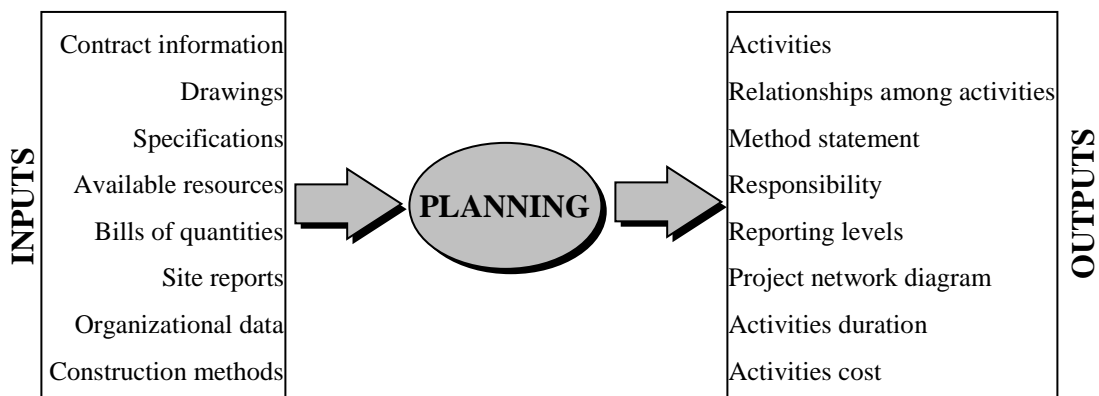 INPUTS
Contract information
Drawings
Specifications
Available resources
Bills of quantities
Site reports
Organizational data
Construction methods
PLANNING
Activities
Relationships among activities
Method statement
Responsibility
Reporting levels
Project network diagram
Activities duration
Activities cost
OUTPUTS